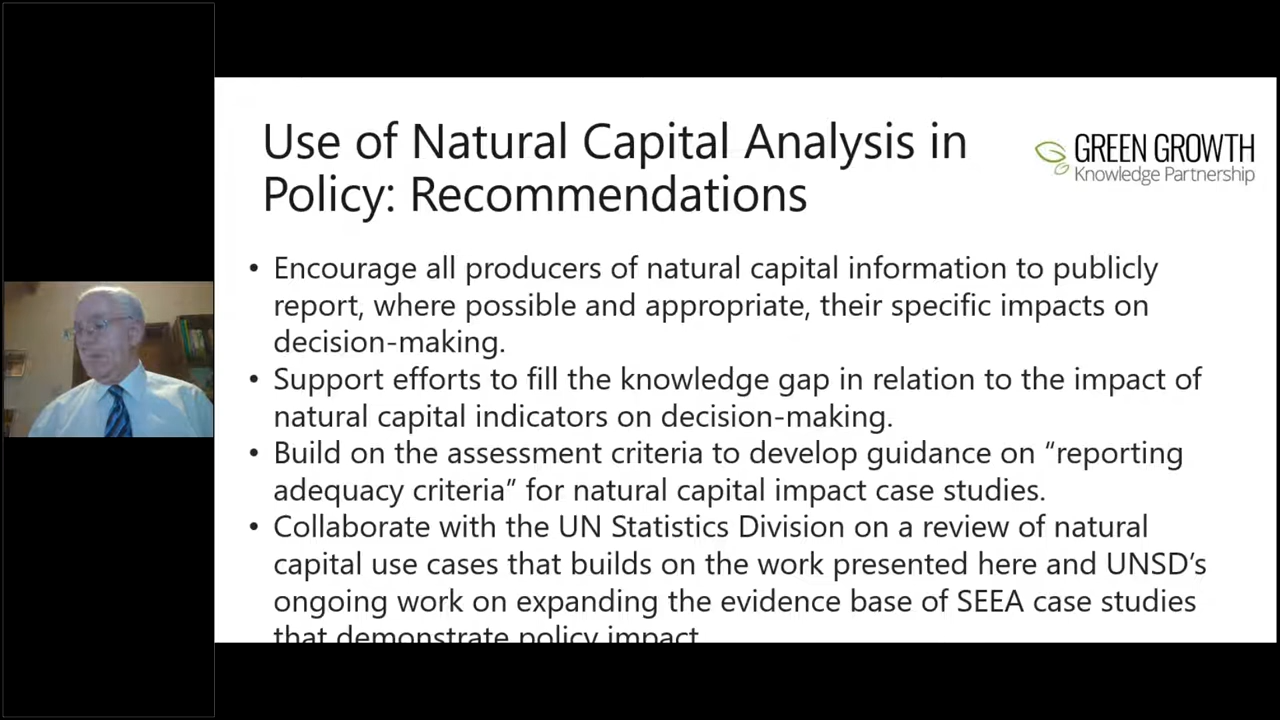 Use of Natural Capital Analysis in
Policy: Recommendations
GREEN GROWTH
Knowledge Partnership
• Encourage all producers of natural capital information to publicly
report, where possible and appropriate, their specific impacts on
decision-making.
• Support efforts to fill the knowledge gap in relation to the impact of
natural capital indicators on decision-making.
• Build on the assessment criteria to develop guidance on “reporting
adequacy criteria” for natural capital impact case studies.
• Collaborate with the UN Statistics Division on a review of natural
capital use cases that builds on the work presented here and UNSD’s
ongoing work on expanding the evidence base of SEEA case studies
that demonstrate policy impact